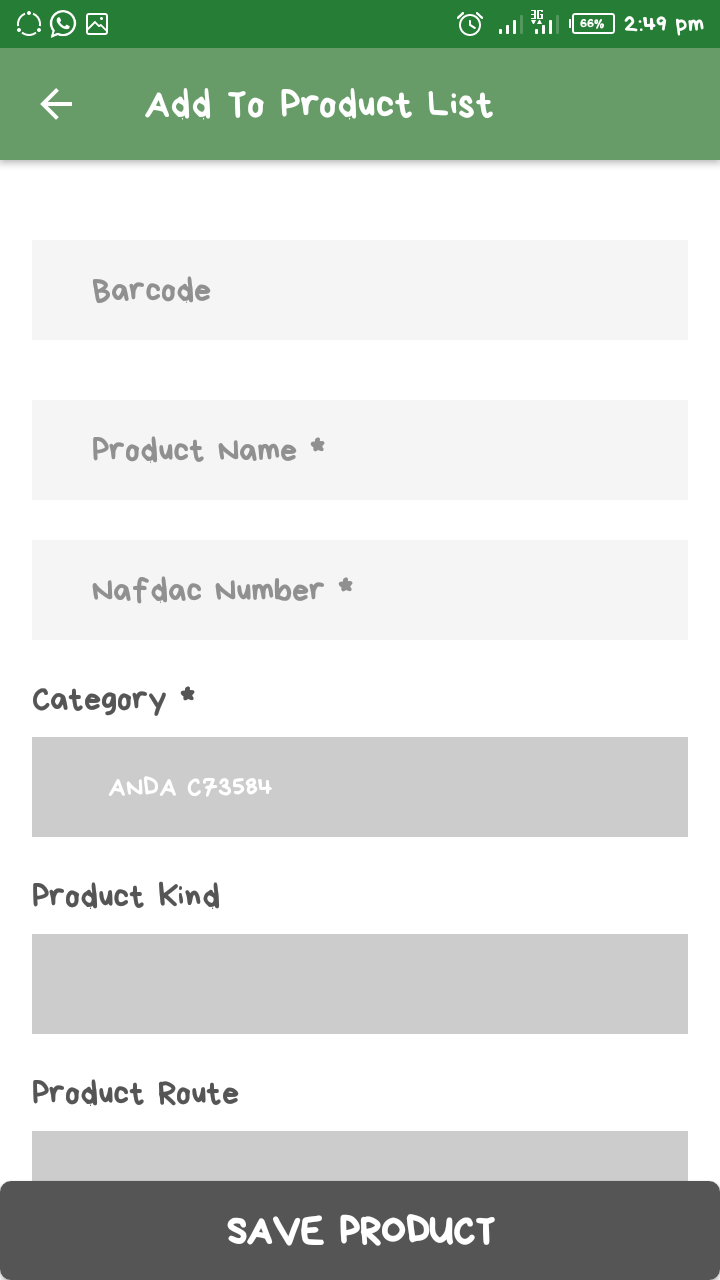 3G
66%
2:49 pm
Add To Product List
Barcode
Product Name *
Nafdac Number *
Category *
ANDA C73584
Product Kind
Product Route
SAVE PRODUCT